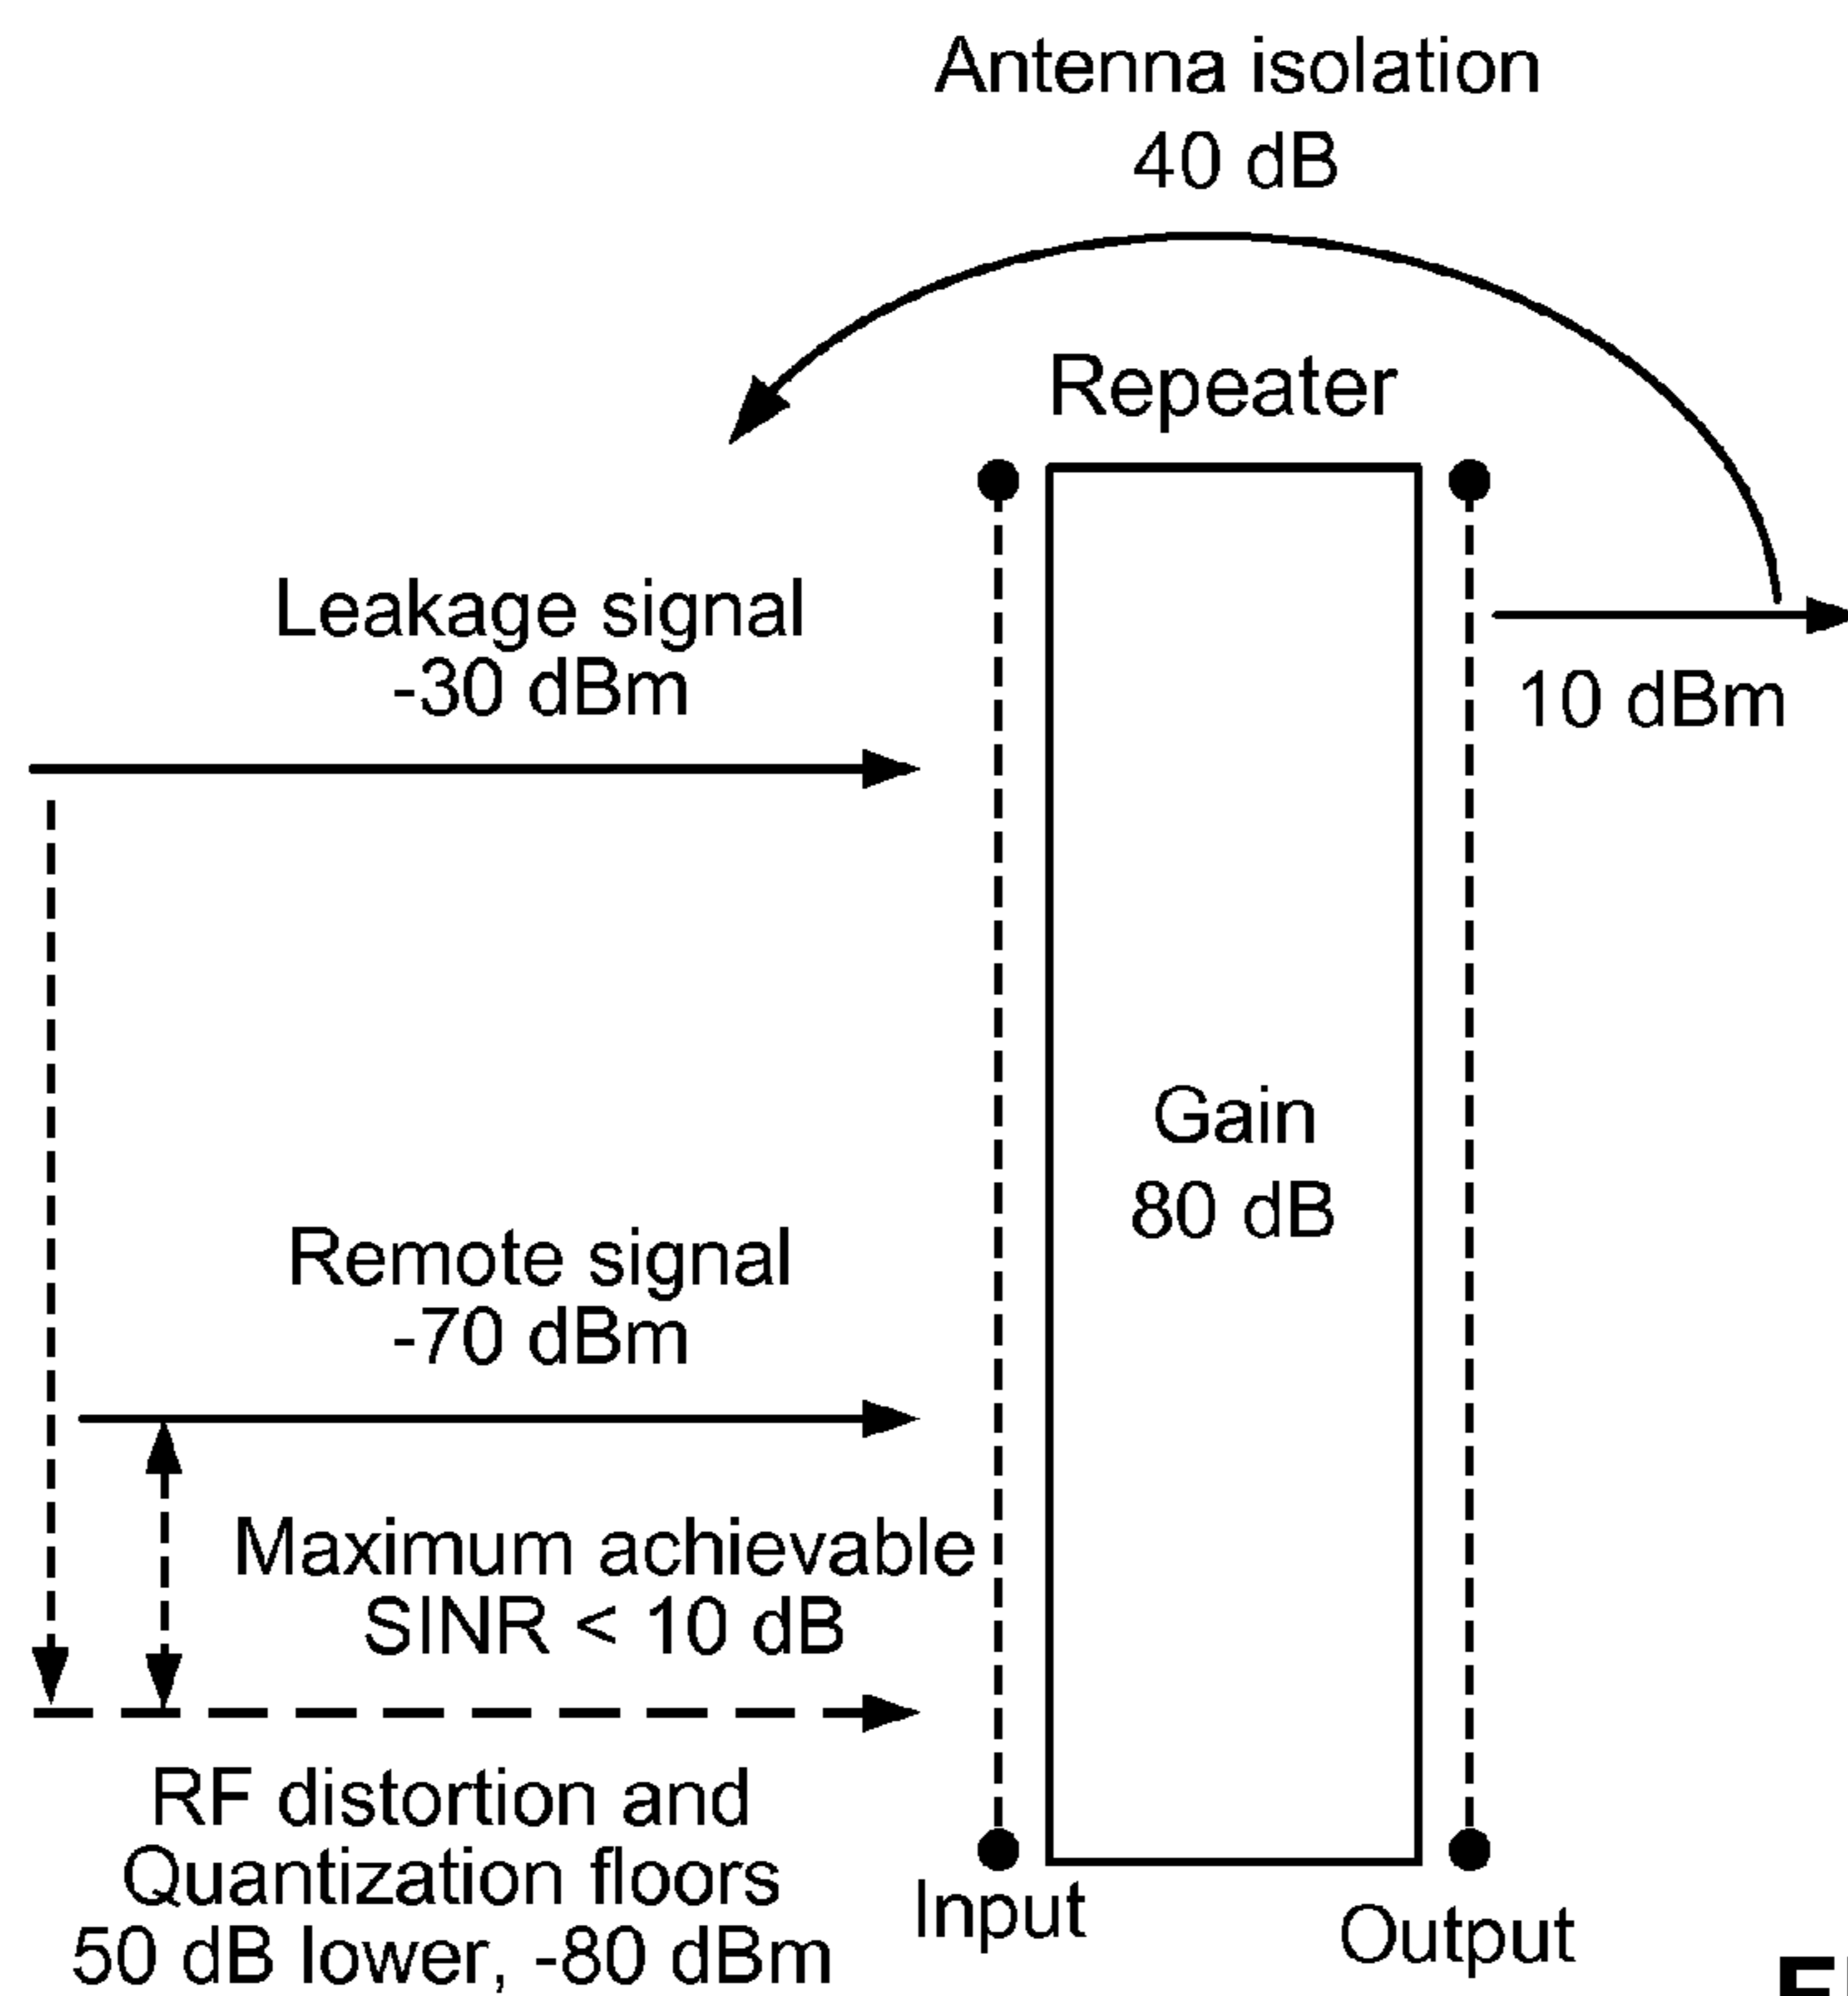 Antenna isolation
40 dB
Repeater
Leakage signal
-30 dBm
10 dBm
Gain
80 dB
Remote signal
-70 dBm
Maximum achievable
SINR < 10 dB
RF distortion and
Quantization floors
50 dB lower, -80 dBm
Input
Output